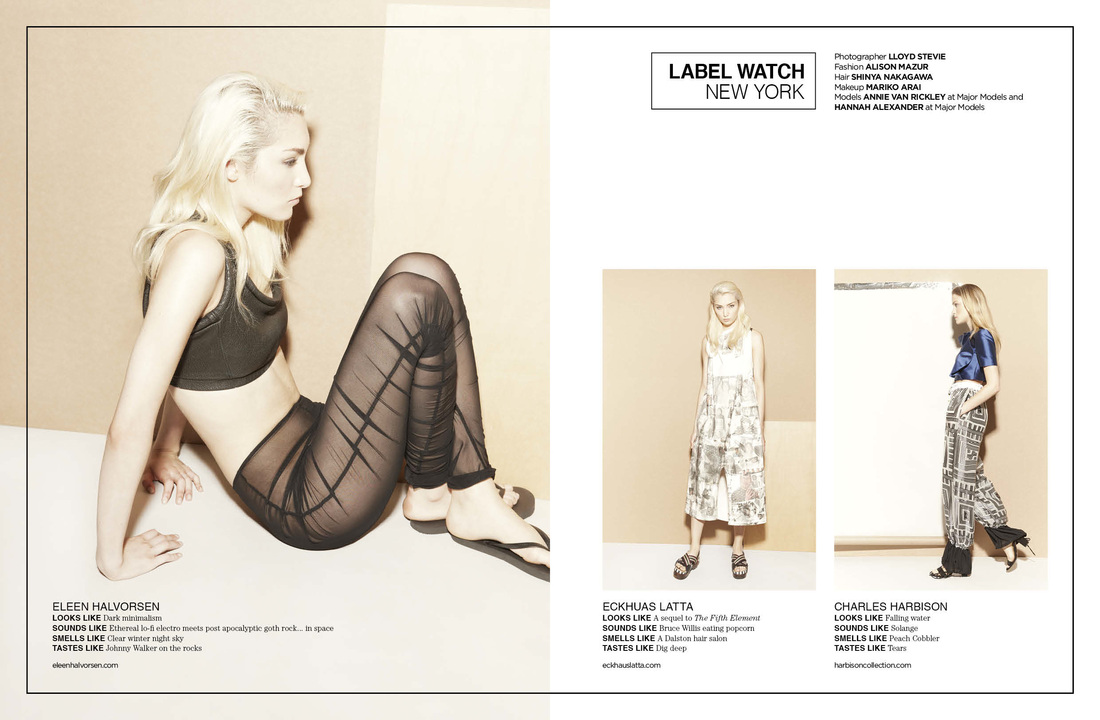 LABEL WATCH
NEW YORK
Photographer LLOYD STEVIE
Fashion ALISON MAZUR
Hair SHINYA NAKAGAWA
Makeup MARIKO ARAI
Models ANNIE VAN RICKLEY at Major Models and
HANNAH ALEXANDER at Major Models
ELEEN HALVORSEN
LOOKS LIKE Dark minimalism
SOUNDS LIKE Ethereal lo-fi electro meets post apocalyptic goth rock... in space
SMELLS LIKE Clear winter night sky
TASTES LIKE Johnny Walker on the rocks
eleenhalvorsen.com
ECKHUAS LATTA
LOOKS LIKE A sequel to The Fifth Element
SOUNDS LIKE Bruce Willis eating popcorn
SMELLS LIKE A Dalston hair salon
TASTES LIKE Dig deep
eckhauslatta.com
CHARLES HARBISON
LOOKS LIKE Falling water
SOUNDS LIKE Solange
SMELLS LIKE Peach Cobbler
TASTES LIKE Tears
harbisoncollection.com